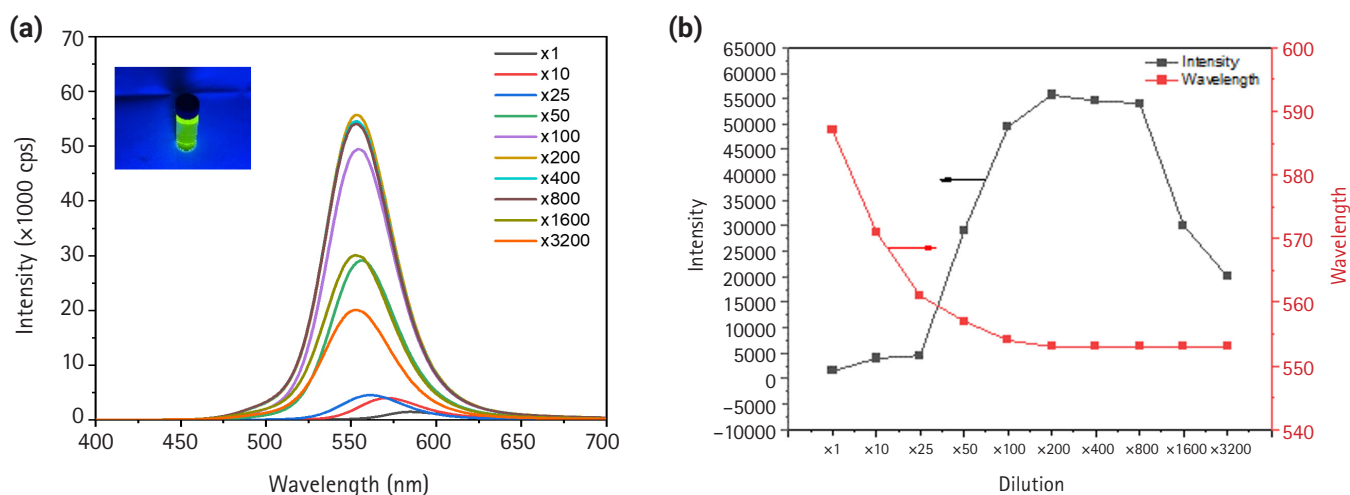 (a)
70
60
50
40
30
20
10
0
Intensity (×1000 cps)
x1
x10
x25
x50
x100
x200
x400
x800
x1600
x3200
400
450
500
550
600
650
700
Wavelength (nm)
(b)
65000
60000
55000
50000
45000
40000
35000
30000
25000
20000
15000
10000
5000
0
−5000
−10000
Intensity
Intensity
Wavelength
600
590
580
570
560
550
540
Wavelength
×1
×10
×25
×50
×100
×200
×400
×800
×1600
×3200
Dilution